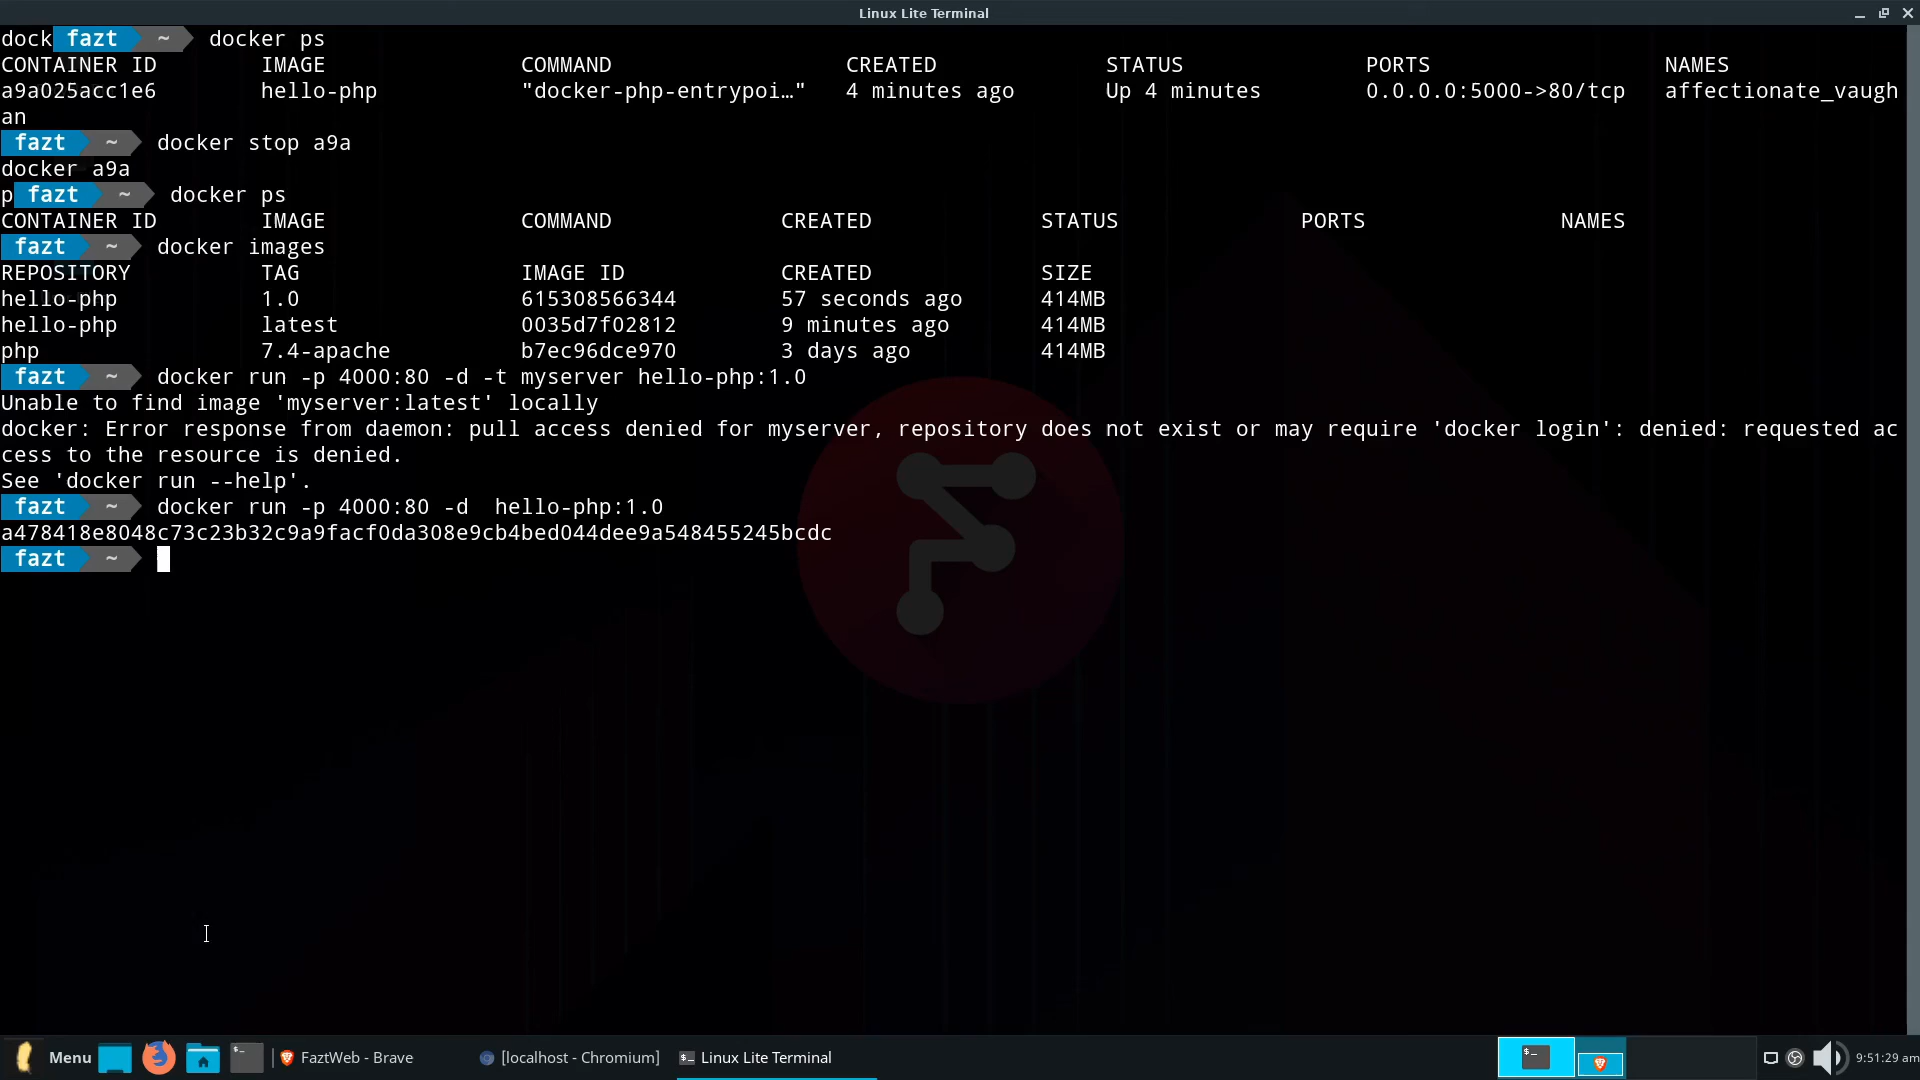 Linux Lite Terminal
dock fazt ~ docker ps
CONTAINER ID IMAGE COMMAND CREATED STATUS PORTS NAMES
a9a025acc1e6 hello-php "docker-php-entrypoi…" 4 minutes ago Up 4 minutes 0.0.0.0:5000->80/tcp affectionate_vaugh
an
fazt ~ docker stop a9a
docker a9a
p fazt ~ docker ps
CONTAINER ID IMAGE COMMAND CREATED STATUS PORTS NAMES
fazt ~ docker images
REPOSITORY TAG IMAGE ID CREATED SIZE
hello-php 1.0 615308566344 57 seconds ago 414MB
hello-php latest 0035d7f02812 9 minutes ago 414MB
php 7.4-apache b7ec96dce970 3 days ago 414MB
fazt ~ docker run -p 4000:80 -d -t myserver hello-php:1.0
Unable to find image 'myserver:latest' locally
docker: Error response from daemon: pull access denied for myserver, repository does not exist or may require 'docker login': denied: requested ac
cess to the resource is denied.
See 'docker run --help'.
fazt ~ docker run -p 4000:80 -d  hello-php:1.0
a478418e8048c73c23b32c9a9facf0da308e9cb4bed044dee9a548455245bcdc
fazt ~
Menu FaztWeb - Brave [localhost - Chromium] Linux Lite Terminal 9:51:29 am